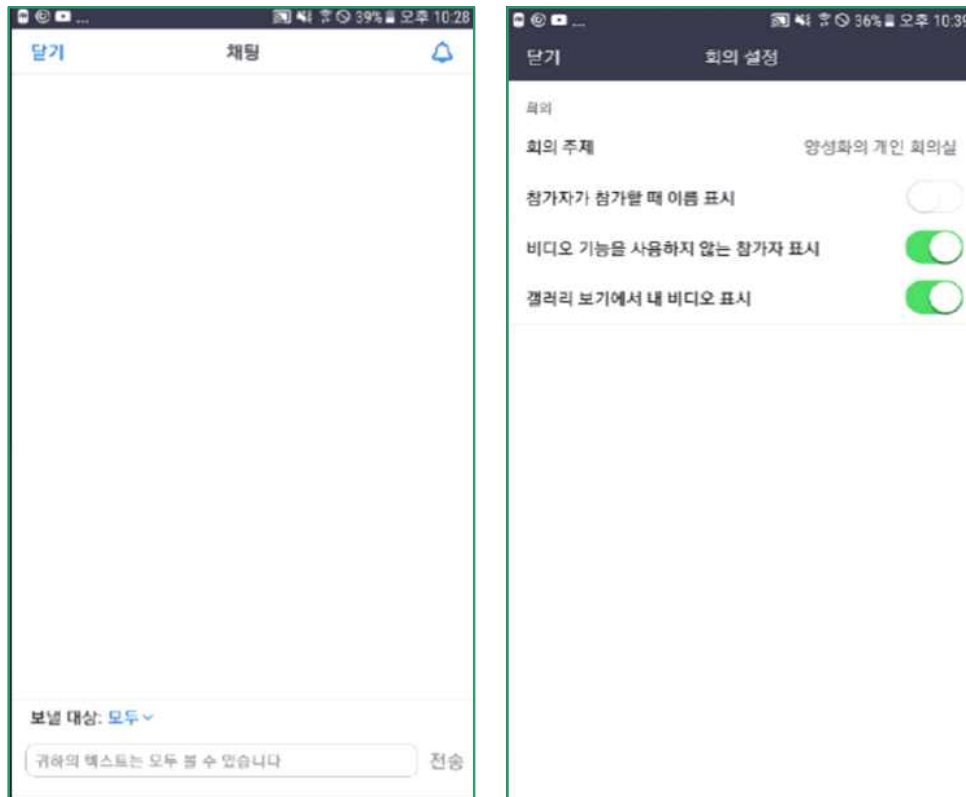 ... 39% 오후 10:28
닫기 채팅
보낼 대상: 모두
귀하의 텍스트는 모두 볼 수 있습니다 전송
... 36% 오후 10:39
닫기 회의 설정
회의
회의 주제 양성화의 개인 회의실
참가자가 참가할 때 이름 표시
비디오 기능을 사용하지 않는 참가자 표시
갤러리 보기에서 내 비디오 표시